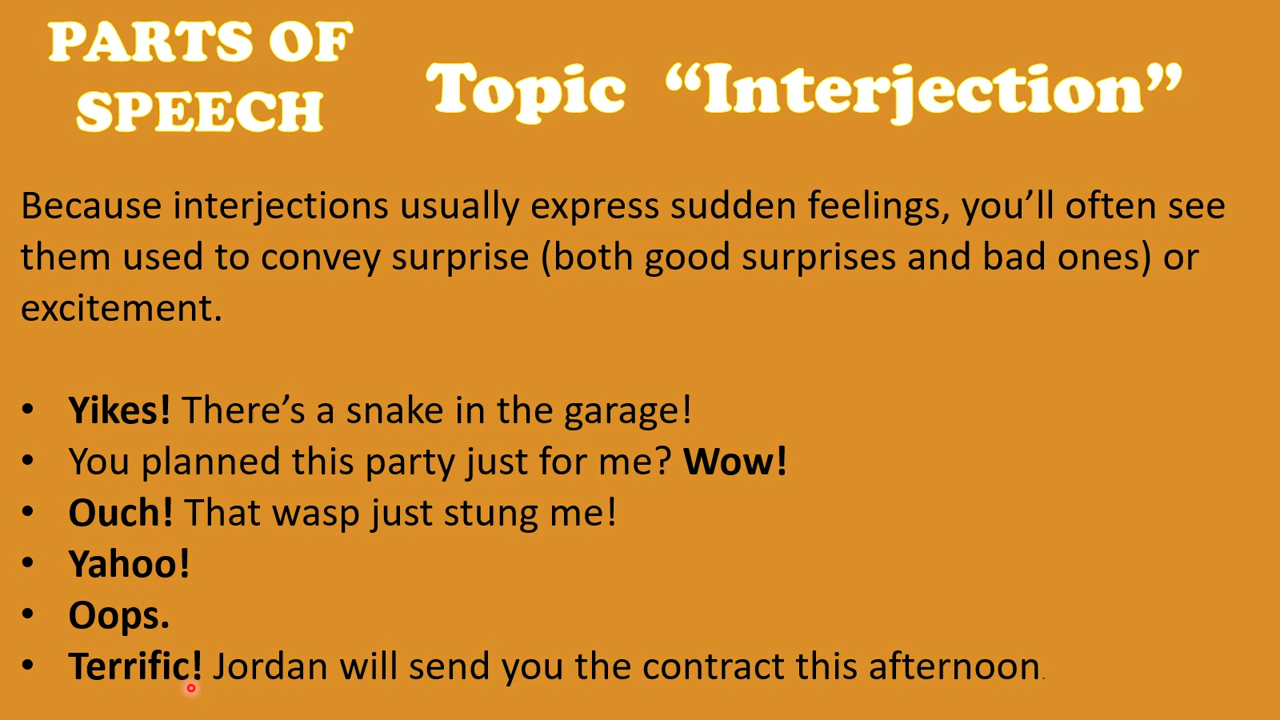 PARTS OF
SPEECH
Topic “Interjection”
Because interjections usually express sudden feelings, you’ll often see
them used to convey surprise (both good surprises and bad ones) or
excitement.
• Yikes! There’s a snake in the garage!
• You planned this party just for me? Wow!
• Ouch! That wasp just stung me!
• Yahoo!
• Oops.
• Terrific! Jordan will send you the contract this afternoon.